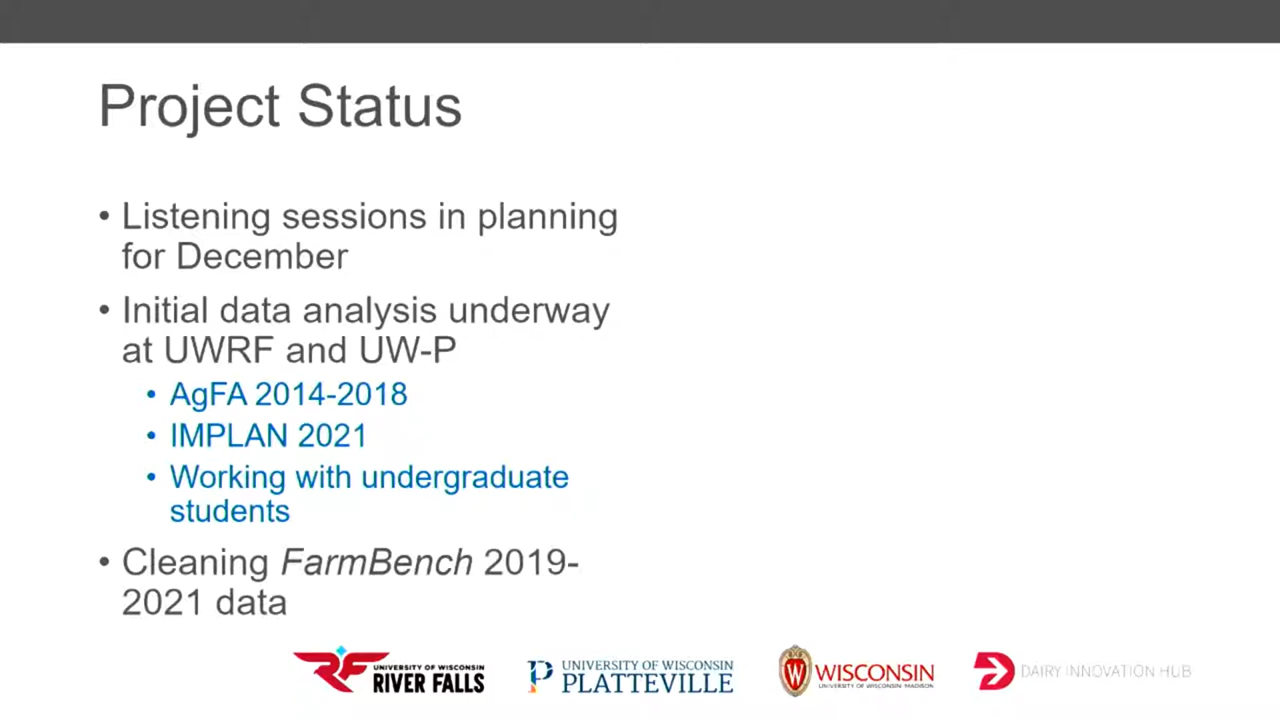 Project Status
• Listening sessions in planning
for December
• Initial data analysis underway
at UWRF and UW-P
• AgFA 2014-2018
• IMPLAN 2021
• Working with undergraduate
students
• Cleaning FarmBench 2019-
2021 data
UNIVERSITY OF WISCONSIN
RIVER FALLS
UNIVERSITY OF WISCONSIN
PLATTEVILLE
WISCONSIN
UNIVERSITY OF WISCONSIN-MADISON
DAIRY INNOVATION HUB